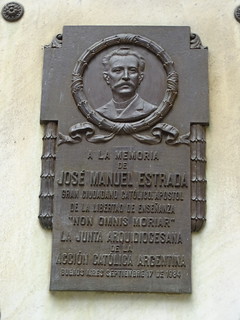 A LA MEMORIA
DE
JOSÉ MANUEL ESTRADA
GRAN CIUDADANO CATÓLICO, APÓSTOL
DE LA LIBERTAD DE ENSEÑANZA
"NON OMNIS MORIAR"
LA JUNTA ARQUIDIOCESANA
DE LA
ACCIÓN CATÓLICA ARGENTINA
BUENOS AIRES SEPTIEMBRE 17 DE